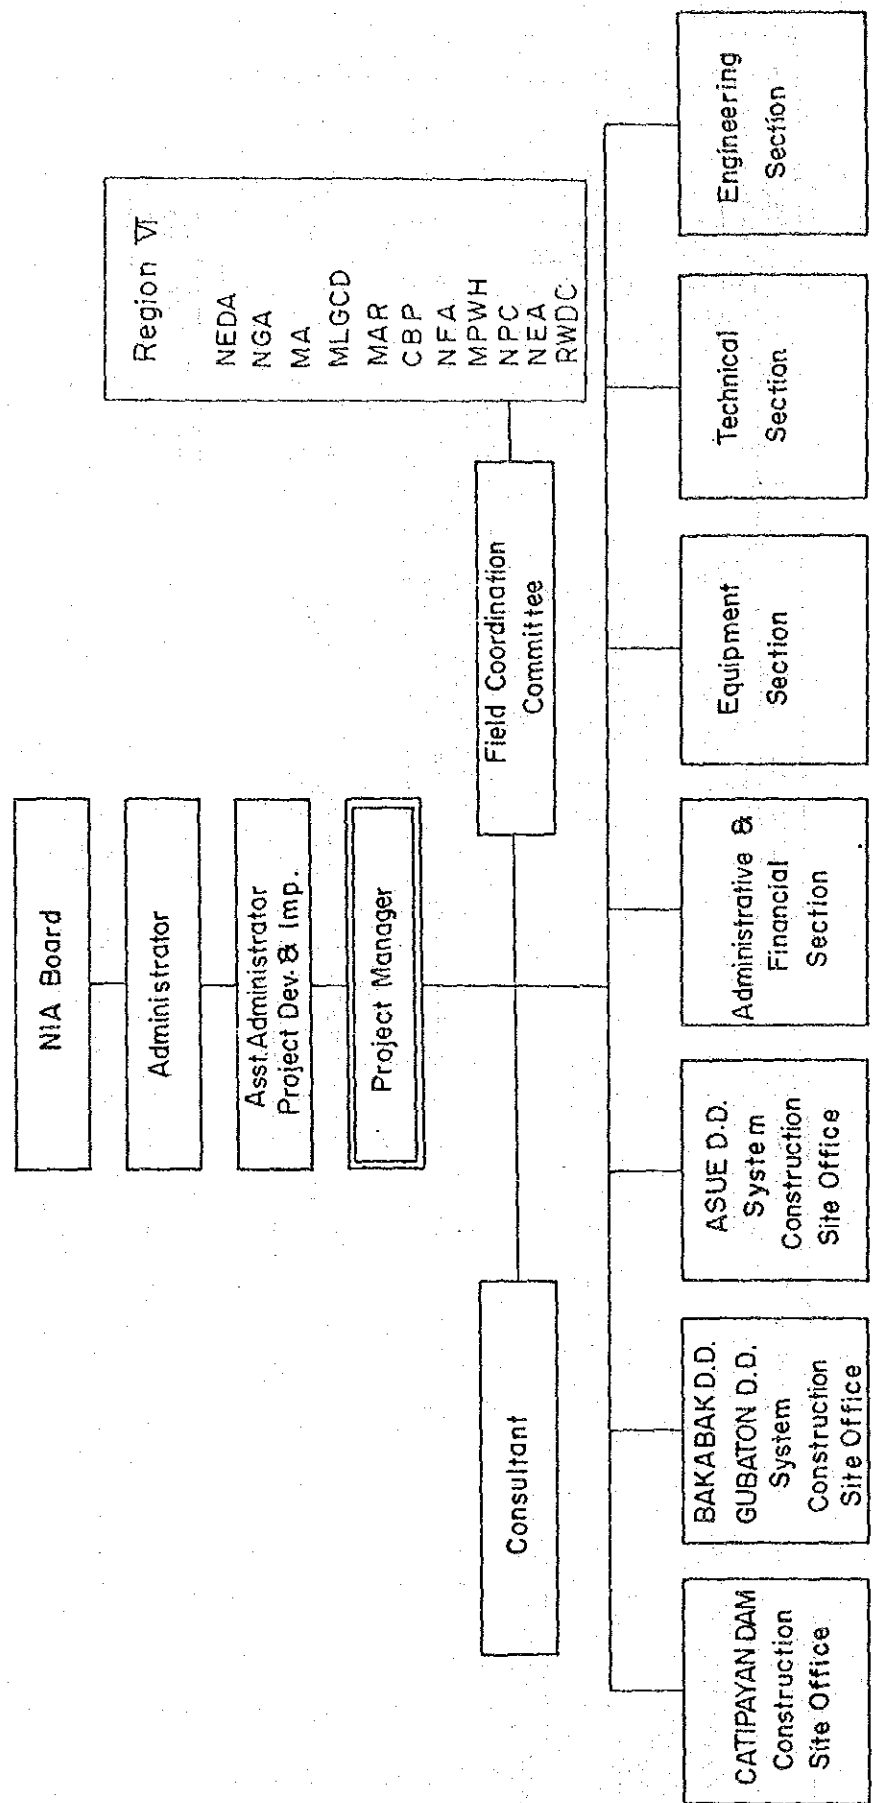 NIA Board
Administrator
Asst. Administrator
Project Dev. & Imp.
Project Manager
Consultant
Field Coordination
Committee
Region VI
NEDA
NGA
MA
MLGCD
MAR
CBP
NFA
MPWH
NPC
NEA
RWDC
CATIPAYAN DAM
Construction
Site Office
BAKABAK D.D.
GUBATON D.D.
System
Construction
Site Office
ASUE D.D.
System
Construction
Site Office
Administrative &
Financial
Section
Equipment
Section
Technical
Section
Engineering
Section